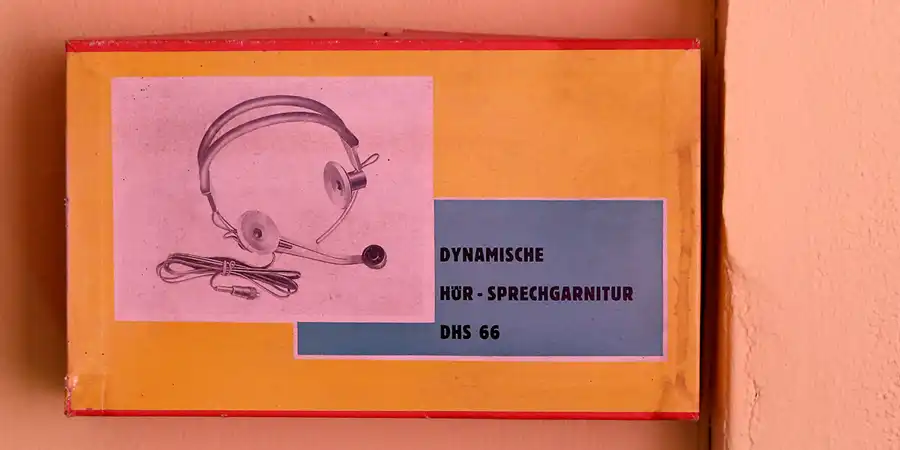 DYNAMISCHE
HÖR - SPRECHGARNITUR
DHS 66